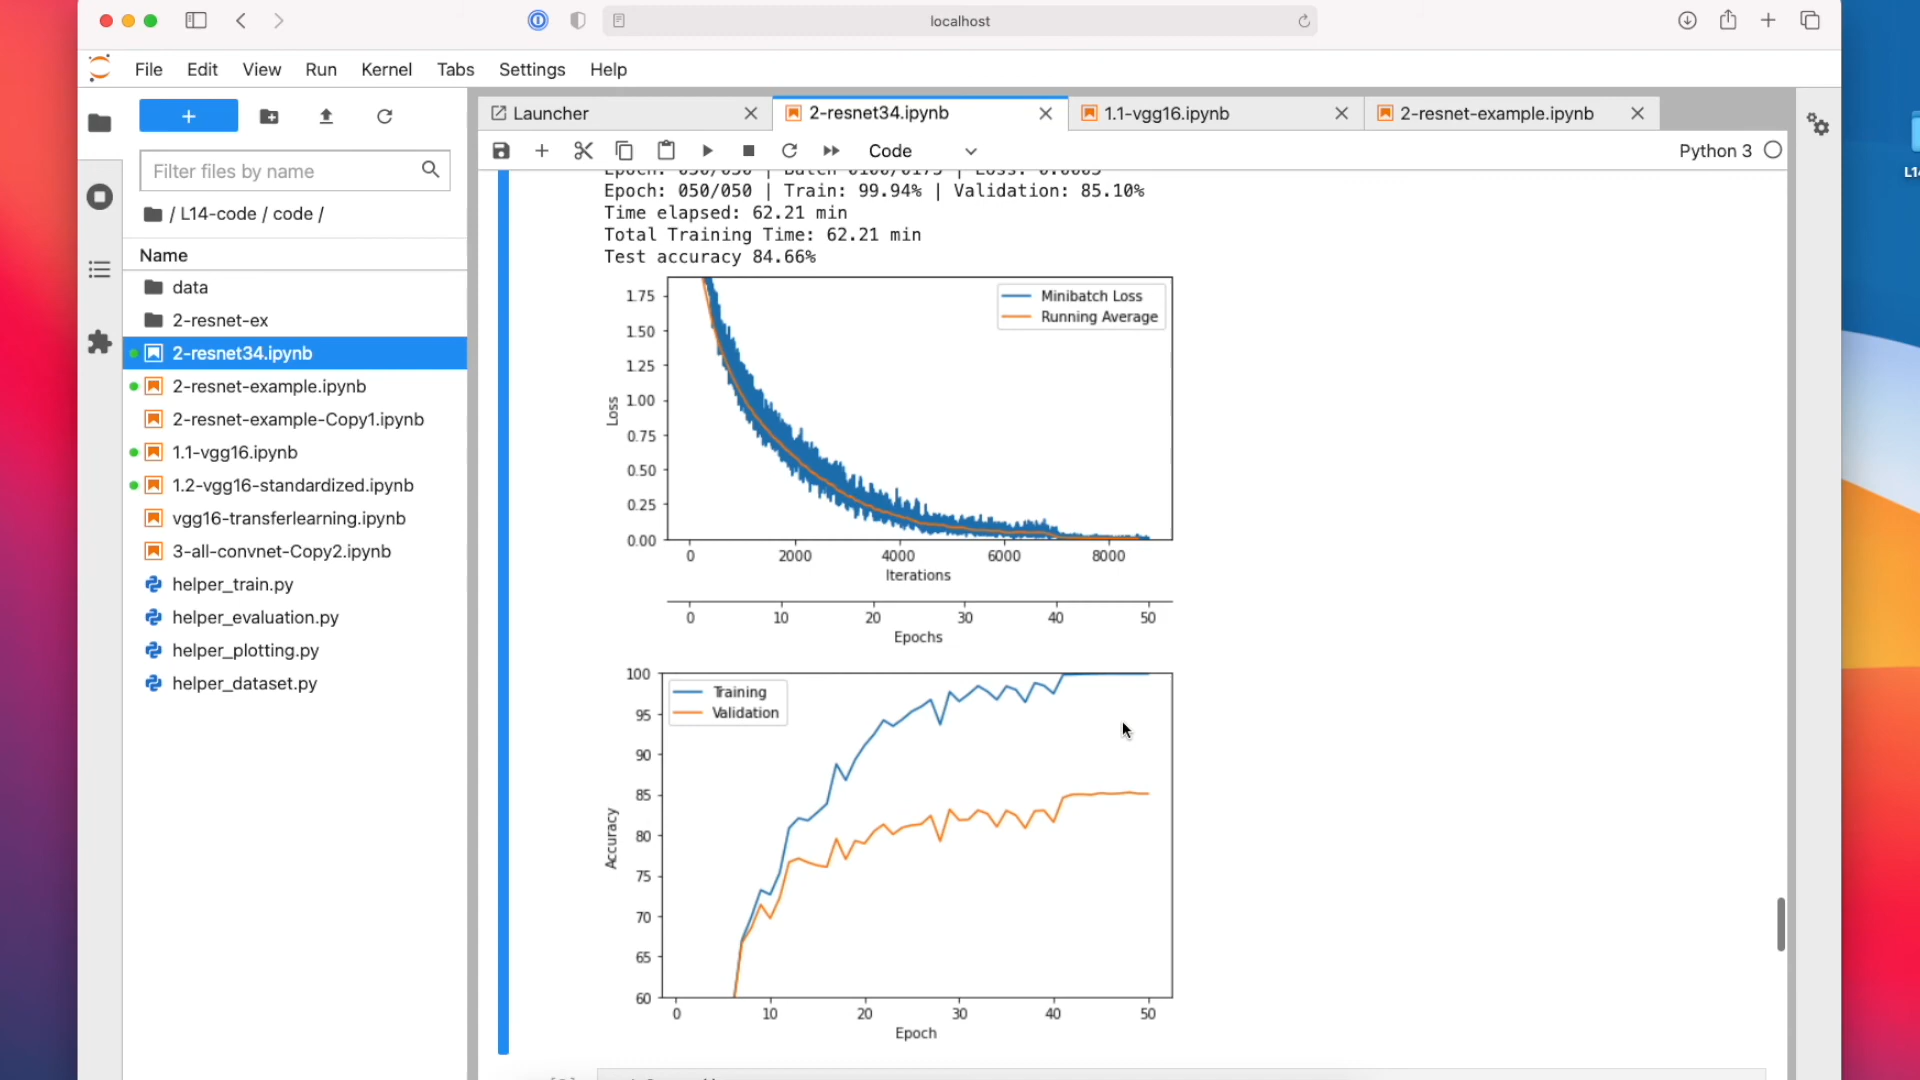 localhost
File Edit View Run Kernel Tabs Settings Help
Launcher 2-resnet34.ipynb 1.1-vgg16.ipynb 2-resnet-example.ipynb
Code Python 3
Filter files by name
/ L14-code / code /
Name
data
2-resnet-ex
2-resnet34.ipynb
2-resnet-example.ipynb
2-resnet-example-Copy1.ipynb
1.1-vgg16.ipynb
1.2-vgg16-standardized.ipynb
vgg16-transferlearning.ipynb
3-all-convnet-Copy2.ipynb
helper_train.py
helper_evaluation.py
helper_plotting.py
helper_dataset.py
Epoch: 050/050 | Train: 99.94% | Validation: 85.10%
Time elapsed: 62.21 min
Total Training Time: 62.21 min
Test accuracy 84.66%
Minibatch Loss
Running Average
1.75
1.50
1.25
1.00
0.75
0.50
0.25
0.00
Loss
0 2000 4000 6000 8000
Iterations
0 10 20 30 40 50
Epochs
Training
Validation
100
95
90
85
80
75
70
65
60
Accuracy
0 10 20 30 40 50
Epoch